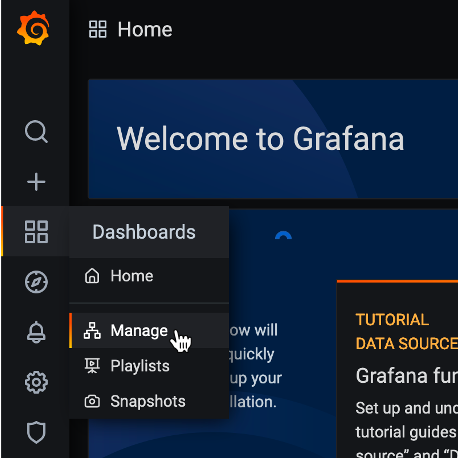 Home
Welcome to Grafana
Dashboards
Home
Manage
Playlists
Snapshots
ow will
quickly
up your
llation.
TUTORIAL
DATA SOURCE
Grafana fun
Set up and unc
tutorial guides
source" and "D